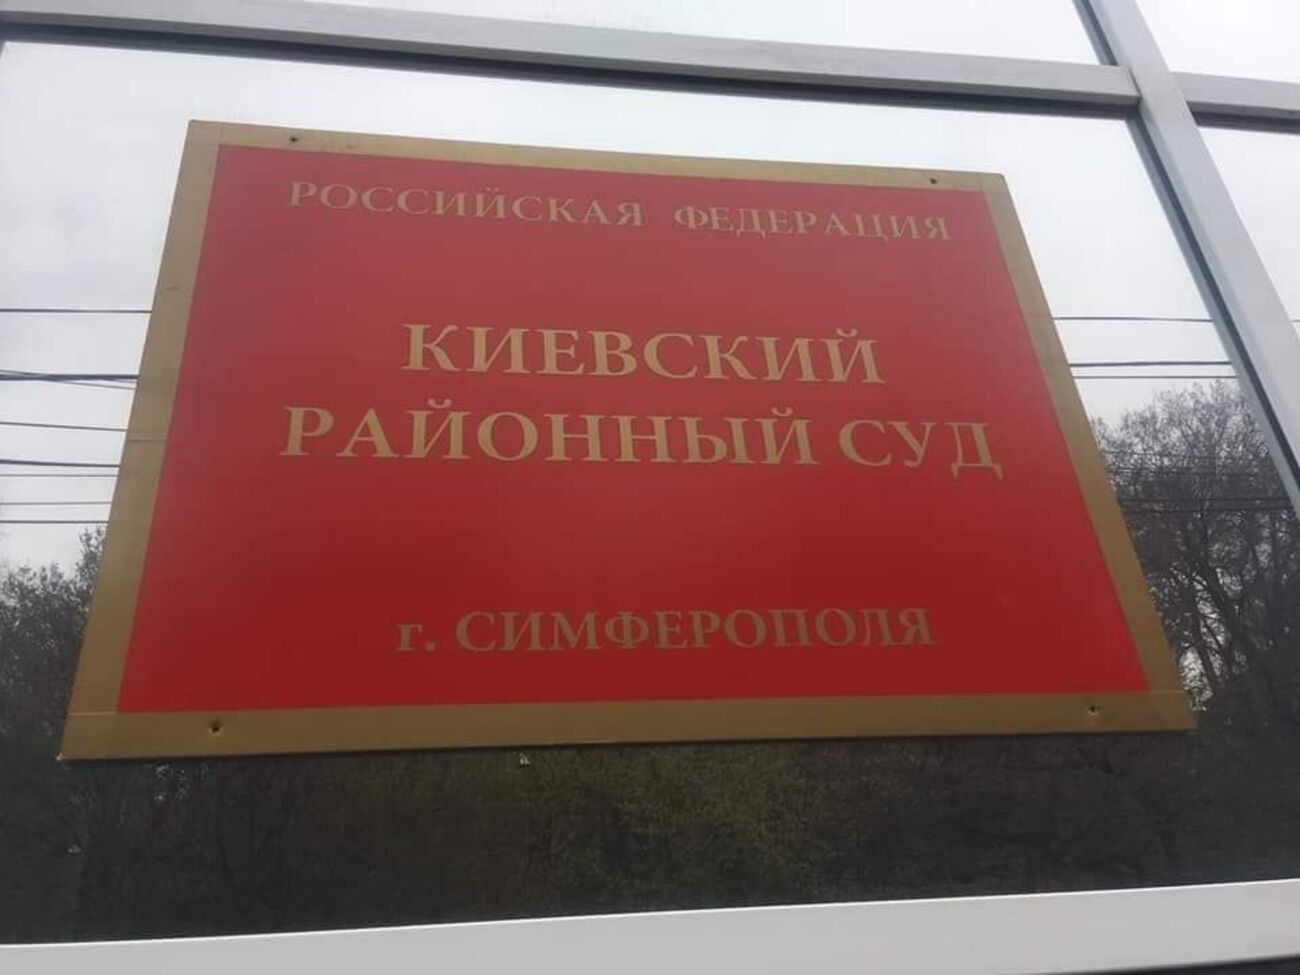 РОССИЙСКАЯ ФЕДЕРАЦИЯ
КИЕВСКИЙ
РАЙОННЫЙ СУД
г. СИМФЕРОПОЛЯ